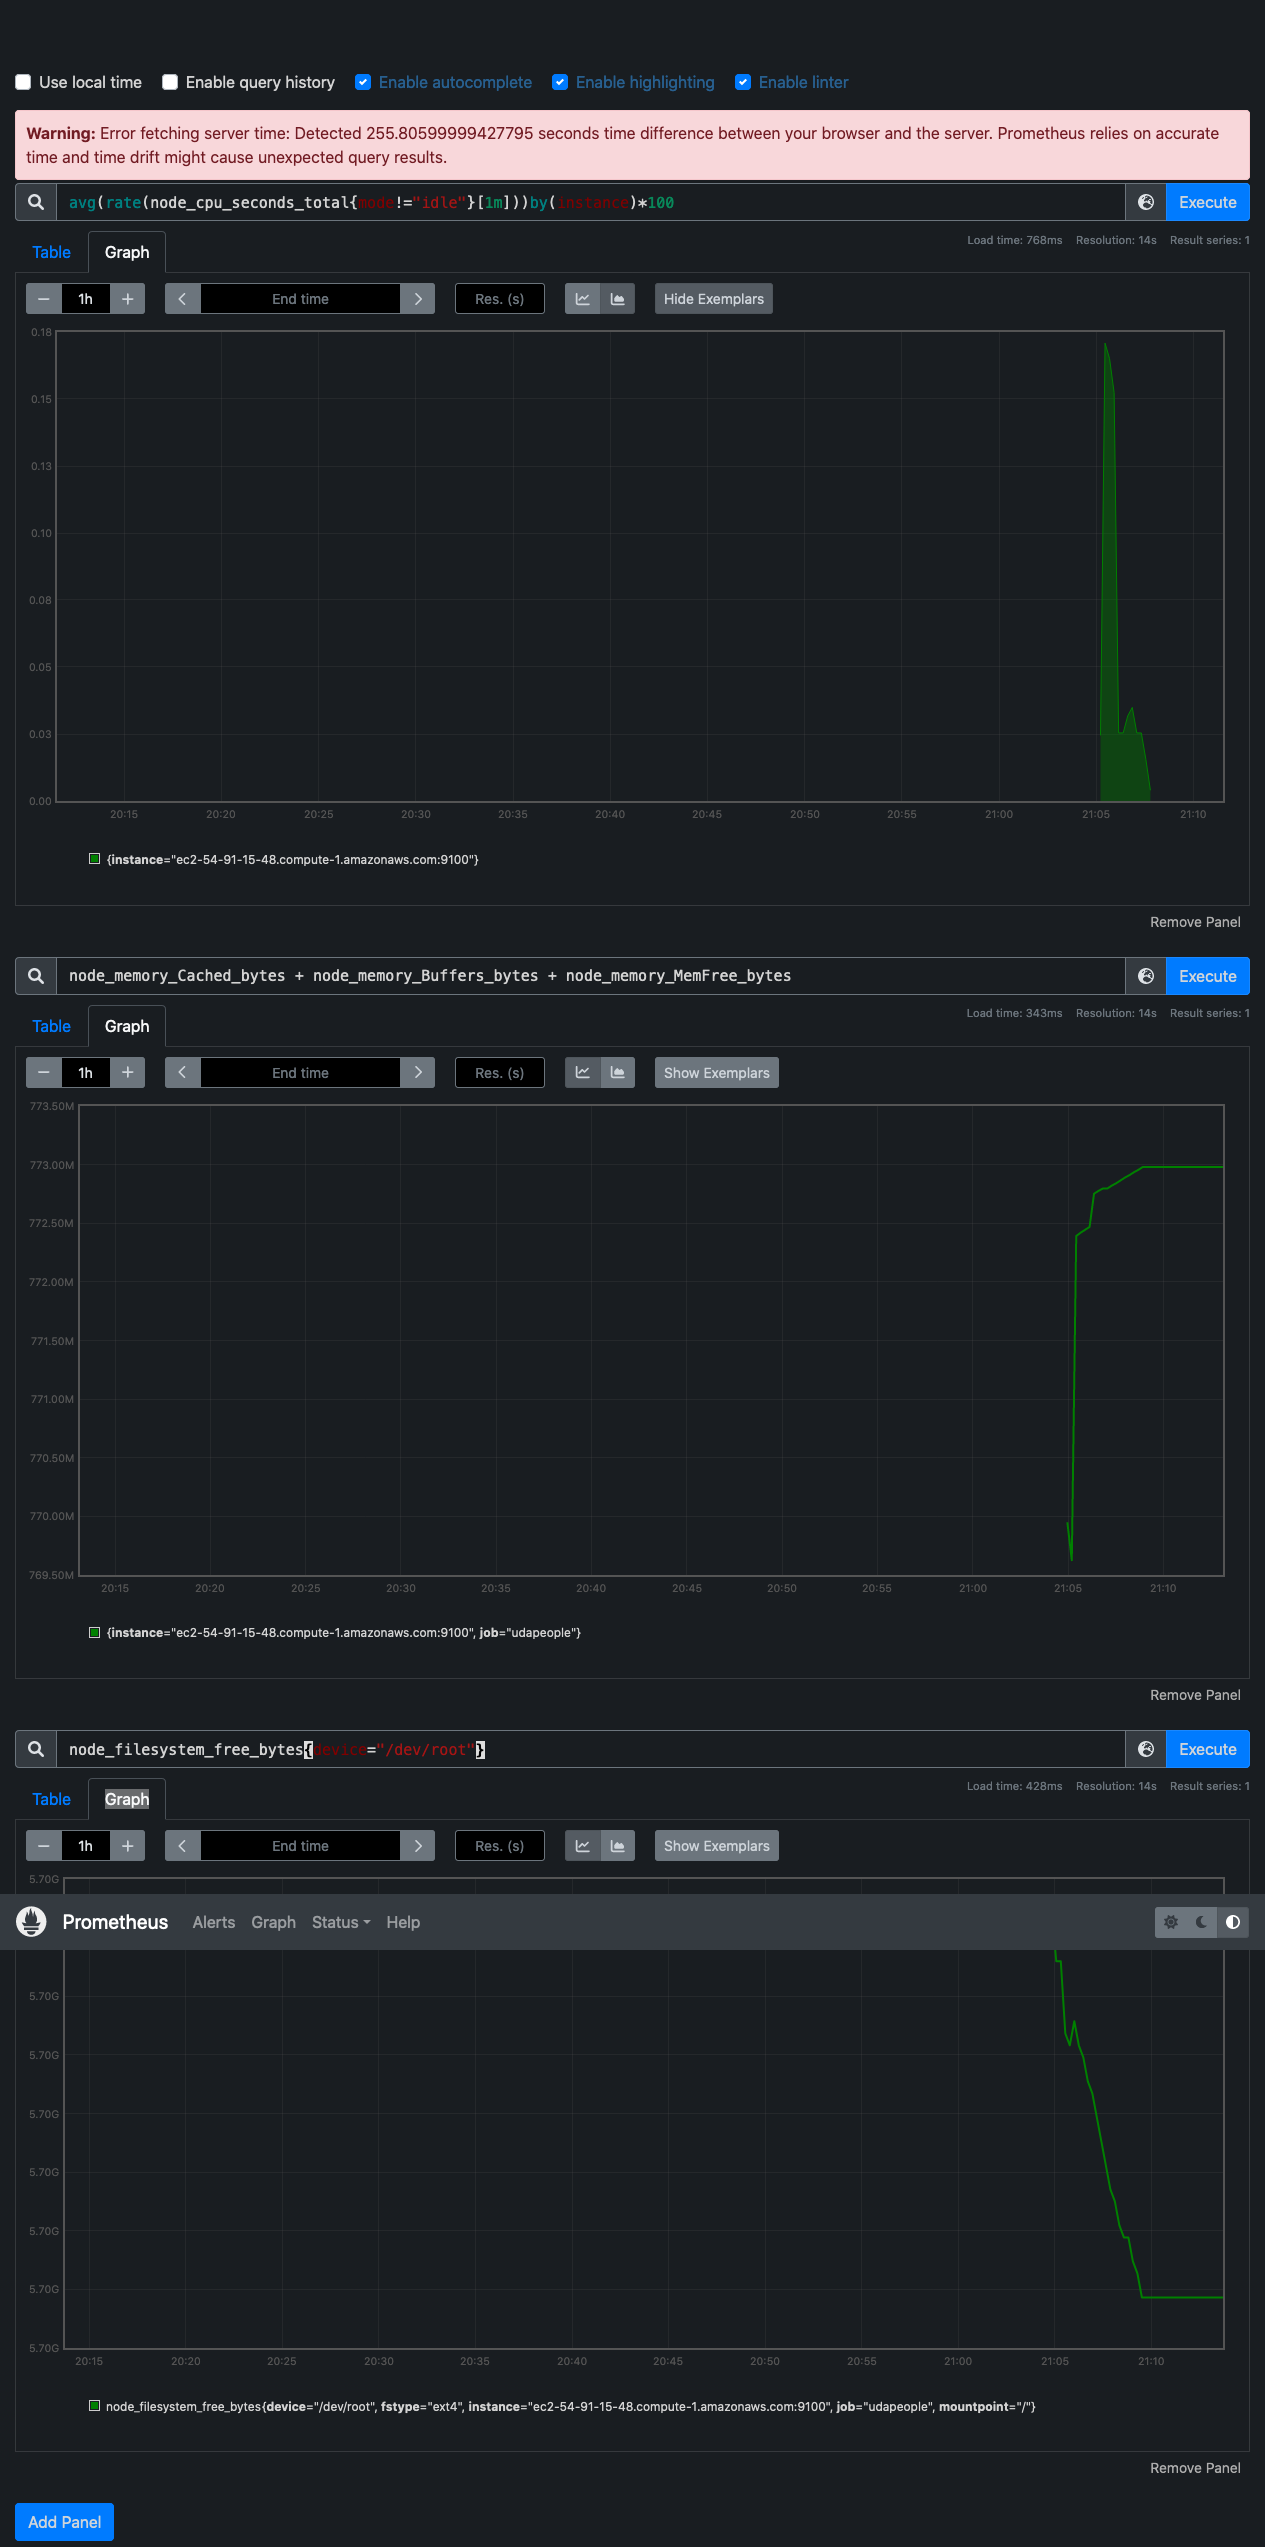 Use local time Enable query history Enable autocomplete Enable highlighting Enable linter
Warning: Error fetching server time: Detected 255.80599999427795 seconds time difference between your browser and the server. Prometheus relies on accurate
time and time drift might cause unexpected query results.
avg(rate(node_cpu_seconds_total{mode!="idle"}[1m]))by(instance)*100 Execute
Table Graph Load time: 768ms Resolution: 14s Result series: 1
1h End time Res. (s) Hide Exemplars
0.18
0.15
0.13
0.10
0.08
0.05
0.03
0.00
20:15 20:20 20:25 20:30 20:35 20:40 20:45 20:50 20:55 21:00 21:05 21:10
{instance="ec2-54-91-15-48.compute-1.amazonaws.com:9100"}
Remove Panel
node_memory_Cached_bytes + node_memory_Buffers_bytes + node_memory_MemFree_bytes Execute
Table Graph Load time: 343ms Resolution: 14s Result series: 1
1h End time Res. (s) Show Exemplars
773.50M
773.00M
772.50M
772.00M
771.50M
771.00M
770.50M
770.00M
769.50M
20:15 20:20 20:25 20:30 20:35 20:40 20:45 20:50 20:55 21:00 21:05 21:10
{instance="ec2-54-91-15-48.compute-1.amazonaws.com:9100", job="udapeople"}
Remove Panel
node_filesystem_free_bytes{device="/dev/root"} Execute
Table Graph Load time: 428ms Resolution: 14s Result series: 1
1h End time Res. (s) Show Exemplars
5.70G
Prometheus Alerts Graph Status Help
5.70G
5.70G
5.70G
5.70G
5.70G
5.70G
5.70G
20:15 20:20 20:25 20:30 20:35 20:40 20:45 20:50 20:55 21:00 21:05 21:10
node_filesystem_free_bytes{device="/dev/root", fstype="ext4", instance="ec2-54-91-15-48.compute-1.amazonaws.com:9100", job="udapeople", mountpoint="/"}
Remove Panel
Add Panel